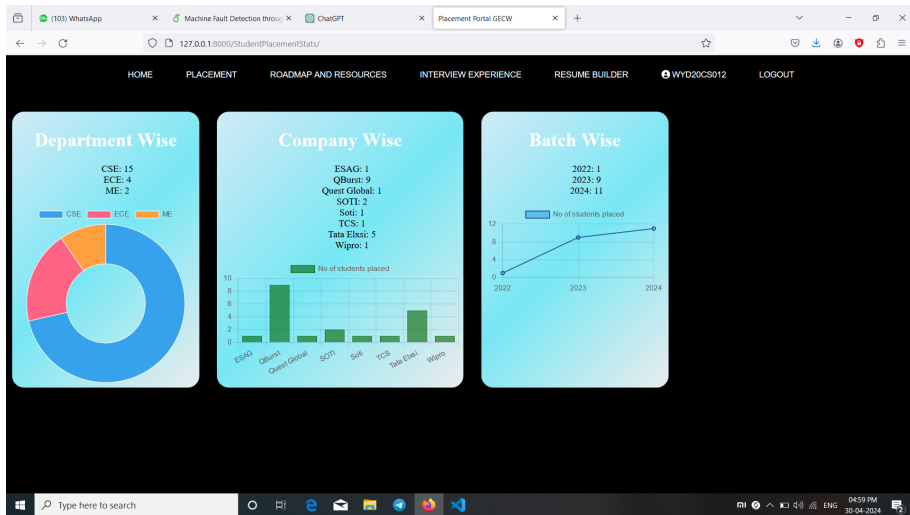 (103) WhatsApp
Machine Fault Detection throug
ChatGPT
Placement Portal GECW
127.0.0.1:8000/StudentPlacementStats/
HOME PLACEMENT ROADMAP AND RESOURCES INTERVIEW EXPERIENCE RESUME BUILDER WYD20CS012 LOGOUT
Department Wise
CSE: 15
ECE: 4
ME: 2
CSE ECE ME
Company Wise
ESAG: 1
QBurst: 9
Quest Global: 1
SOTI: 2
Soti: 1
TCS: 1
Tata Elxsi: 5
Wipro: 1
No of students placed
10
8
6
4
2
0
ESAG QBurst Quest Global SOTI Soti TCS Tata Elxsi Wipro
Batch Wise
2022: 1
2023: 9
2024: 11
No of students placed
12
8
4
0
2022 2023 2024
Type here to search
ENG
04:59 PM
30-04-2024
2